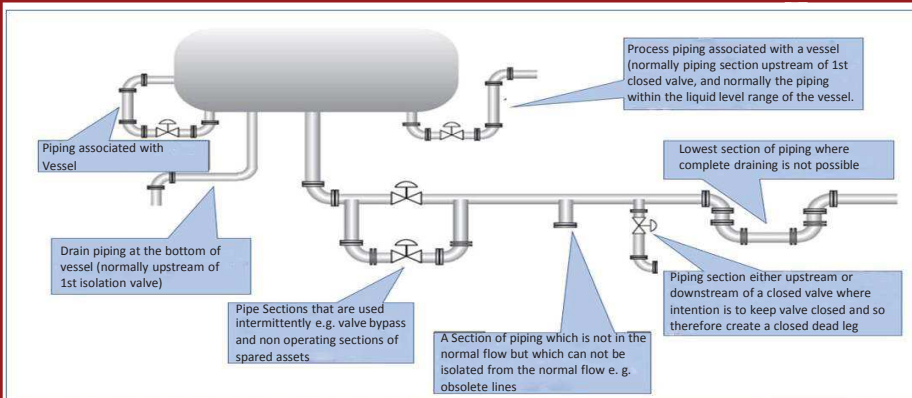 Process piping associated with a vessel
(normally piping section upstream of 1st
closed valve, and normally the piping
within the liquid level range of the vessel.
Piping associated with
Vessel
Lowest section of piping where
complete draining is not possible
Drain piping at the bottom of
vessel (normally upstream of
1st isolation valve)
Pipe Sections that are used
intermittently e.g. valve bypass
and non operating sections of
spared assets
A Section of piping which is not in the
normal flow but which can not be
isolated from the normal flow e. g.
obsolete lines
Piping section either upstream or
downstream of a closed valve where
intention is to keep valve closed and so
therefore create a closed dead leg